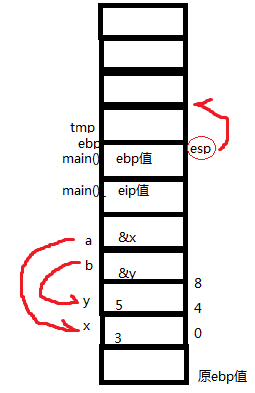 tmp
ebp esp
main() ebp值
main() eip值
a &x
b &y
8
y 5 4
x 3 0
原ebp值